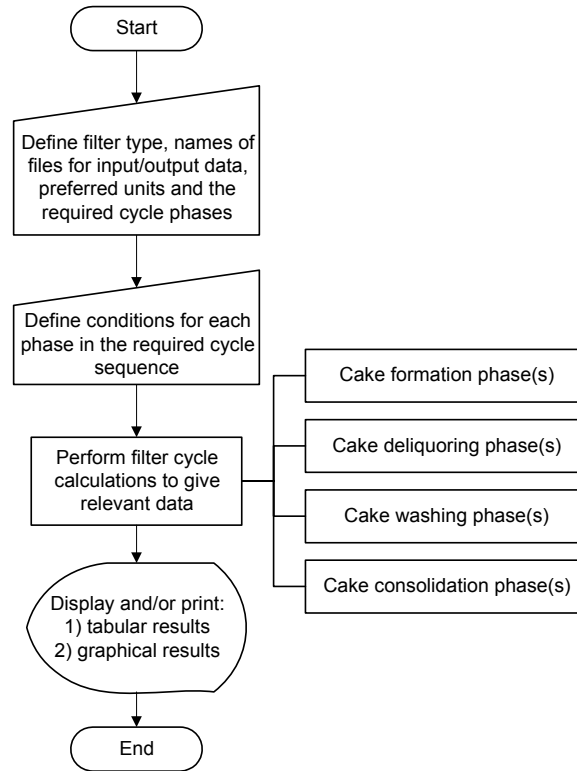 Start
Define filter type, names of
files for input/output data,
preferred units and the
required cycle phases
Define conditions for each
phase in the required cycle
sequence
Perform filter cycle
calculations to give
relevant data
Cake formation phase(s)
Cake deliquoring phase(s)
Cake washing phase(s)
Cake consolidation phase(s)
Display and/or print:
1) tabular results
2) graphical results
End